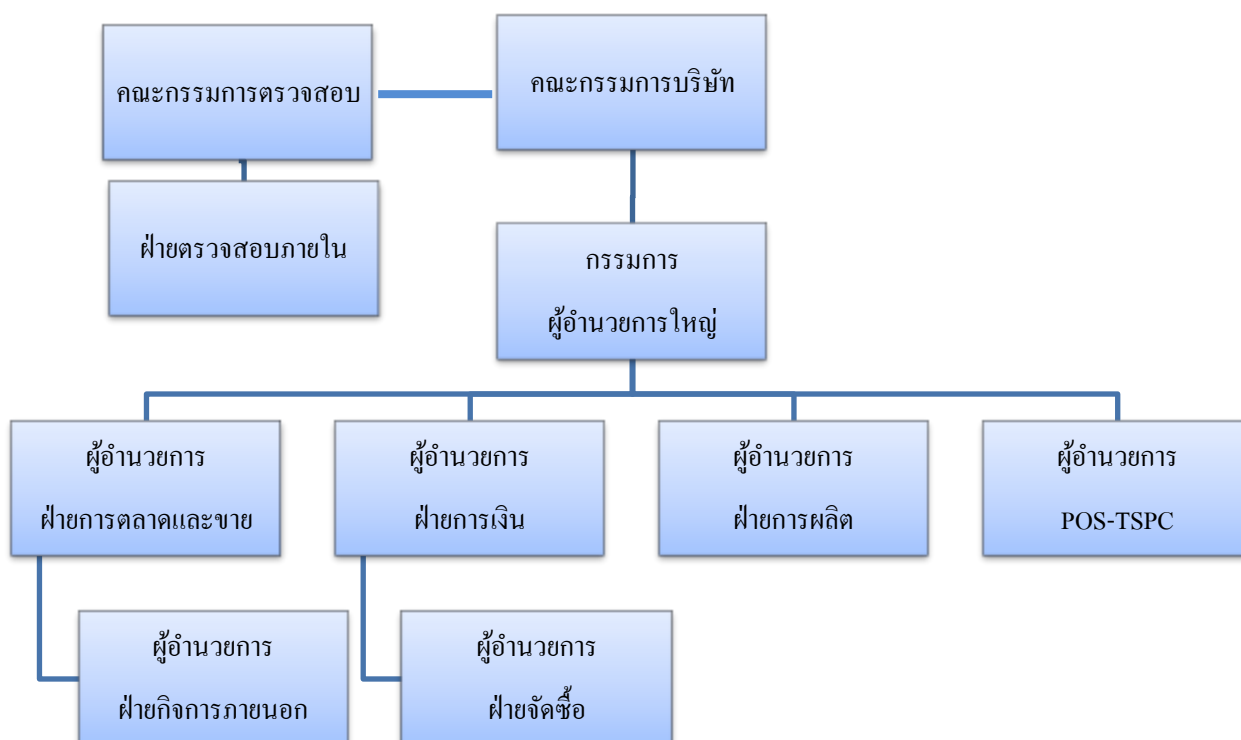 คณะกรรมการตรวจสอบ
คณะกรรมการบริษัท
ฝ่ายตรวจสอบภายใน
กรรมการ
ผู้อำนวยการใหญ่
ผู้อำนวยการ
ฝ่ายการตลาดและขาย
ผู้อำนวยการ
ฝ่ายการเงิน
ผู้อำนวยการ
ฝ่ายการผลิต
ผู้อำนวยการ
POS-TSPC
ผู้อำนวยการ
ฝ่ายกิจการภายนอก
ผู้อำนวยการ
ฝ่ายจัดซื้อ